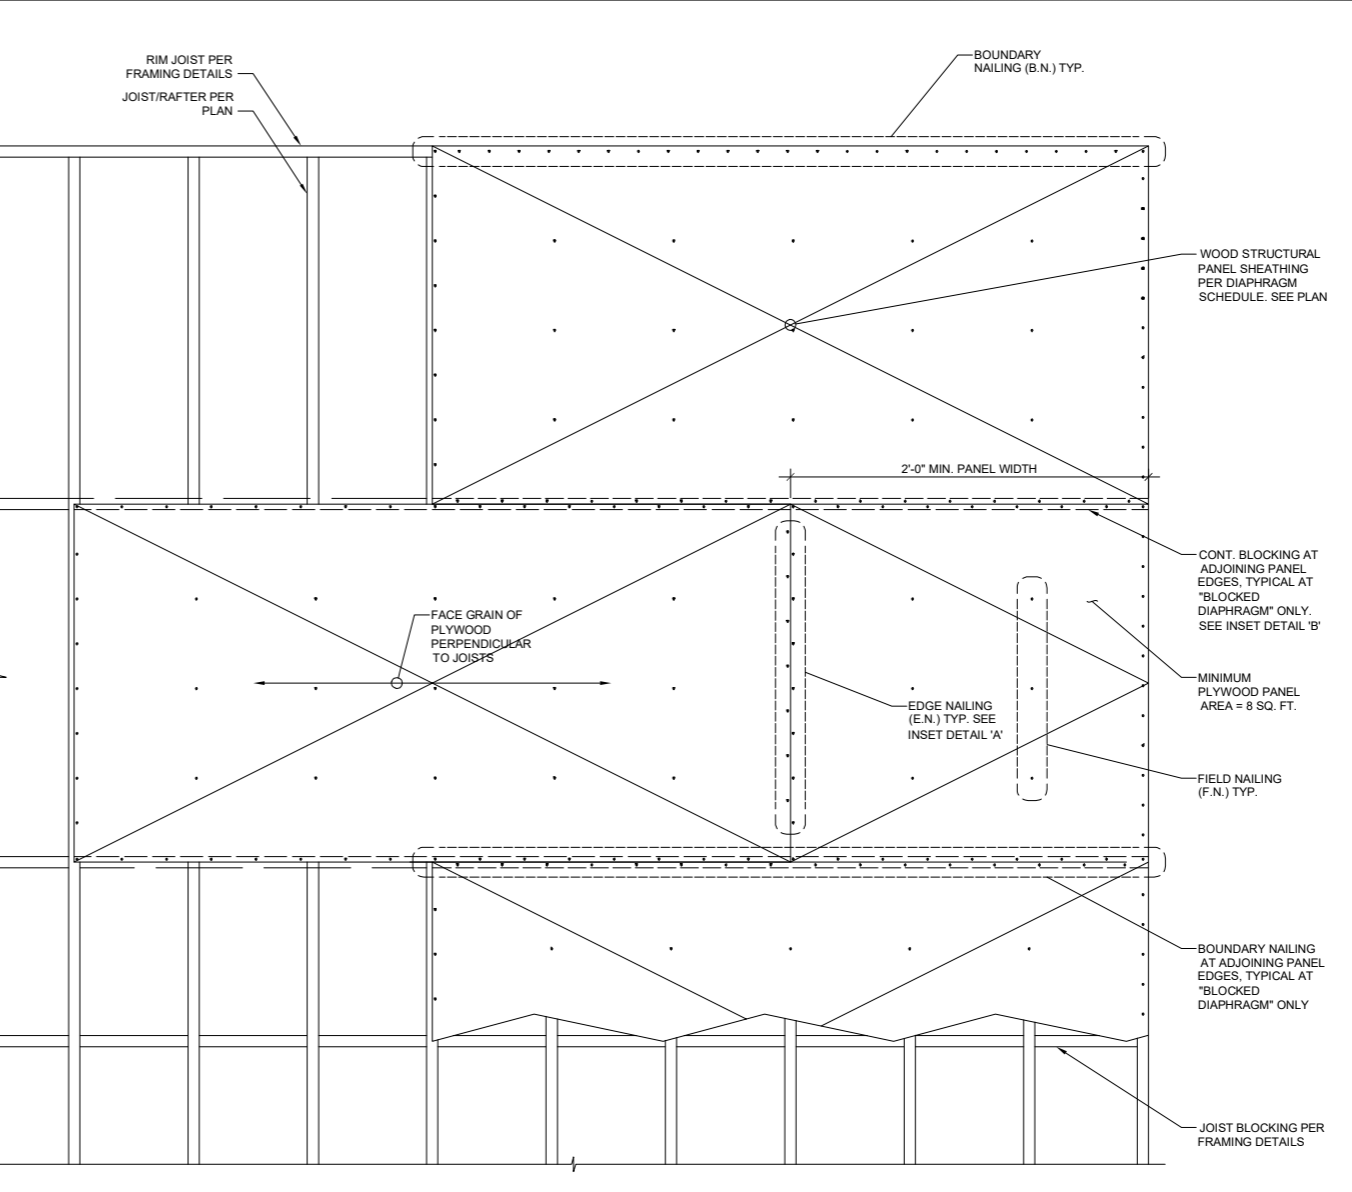 RIM JOIST PER
FRAMING DETAILS
JOIST/RAFTER PER
PLAN
BOUNDARY
NAILING (B.N.) TYP.
WOOD STRUCTURAL
PANEL SHEATHING
PER DIAPHRAGM
SCHEDULE. SEE PLAN
2'-0" MIN. PANEL WIDTH
CONT. BLOCKING AT
ADJOINING PANEL
EDGES, TYPICAL AT
"BLOCKED
DIAPHRAGM" ONLY.
SEE INSET DETAIL 'B'
FACE GRAIN OF
PLYWOOD
PERPENDICULAR
TO JOISTS
MINIMUM
PLYWOOD PANEL
AREA = 8 SQ. FT.
EDGE NAILING
(E.N.) TYP. SEE
INSET DETAIL 'A'
FIELD NAILING
(F.N.) TYP.
BOUNDARY NAILING
AT ADJOINING PANEL
EDGES, TYPICAL AT
"BLOCKED
DIAPHRAGM" ONLY
JOIST BLOCKING PER
FRAMING DETAILS